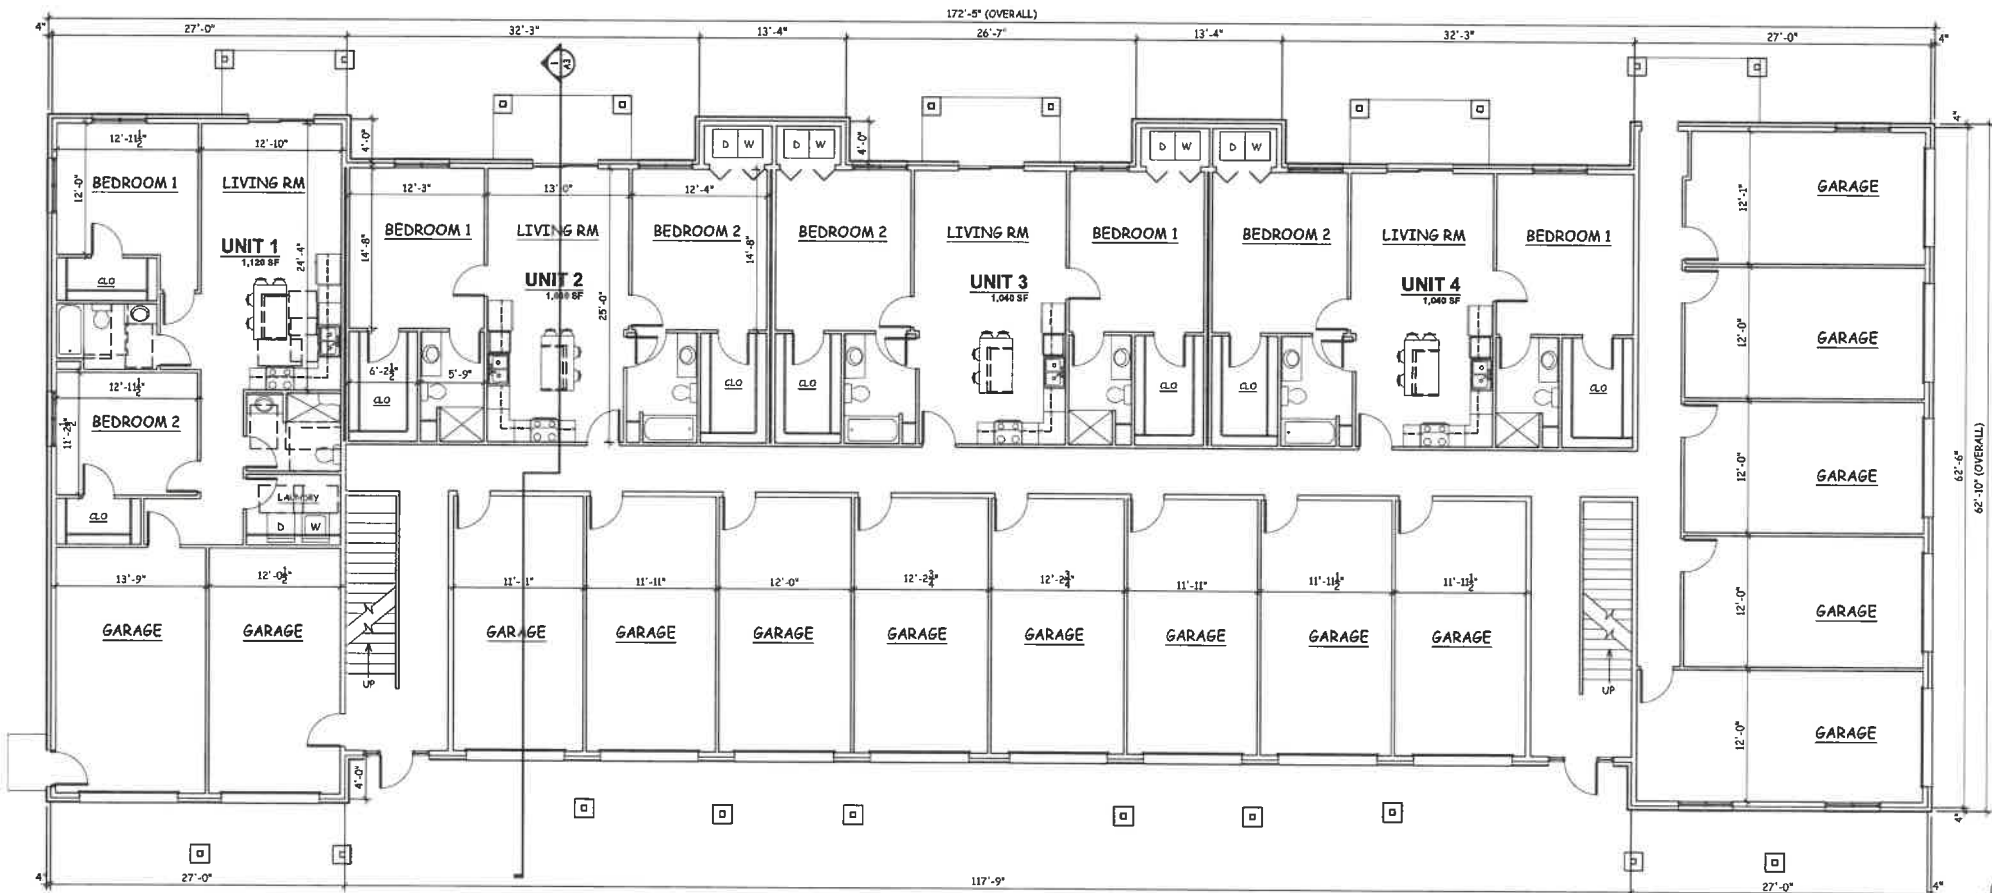 172'-5" (OVERALL)
4" 27'-0" 32'-3" 13'-4" 26'-7" 13'-4" 32'-3" 27'-0" 4"
1
A3
4'-0" 4'-0" 4"
D W D W D W D W
12'-11½" 12'-10"
12'-3" 13'-0" 12'-4"
12'-0" BEDROOM 1 LIVING RM
GARAGE
12'-1"
UNIT 1
1,120 SF
24'-4"
14'-8" BEDROOM 1 LIVING RM BEDROOM 2 14'-8" BEDROOM 2 LIVING RM BEDROOM 1 BEDROOM 2 LIVING RM BEDROOM 1
UNIT 2
25'-0"
UNIT 3
1,040 SF
UNIT 4
1,040 SF
CLO
12'-0" GARAGE
12'-11½"
6'-2½" 5'-9"
CLO CLO CLO CLO CLO CLO CLO
11'-2½" BEDROOM 2
12'-0" GARAGE
62'-6"
62'-10" (OVERALL)
LAUNDRY
CLO
D W
13'-9" 12'-0½" 11'-11" 12'-0" 12'-2¾" 12'-2¾" 11'-11" 11'-11½" 11'-11½"
12'-0" GARAGE
GARAGE GARAGE GARAGE GARAGE GARAGE GARAGE GARAGE GARAGE GARAGE GARAGE
UP UP
12'-0" GARAGE
4'-0"
4"
4" 27'-0" 117'-9" 27'-0" 4"